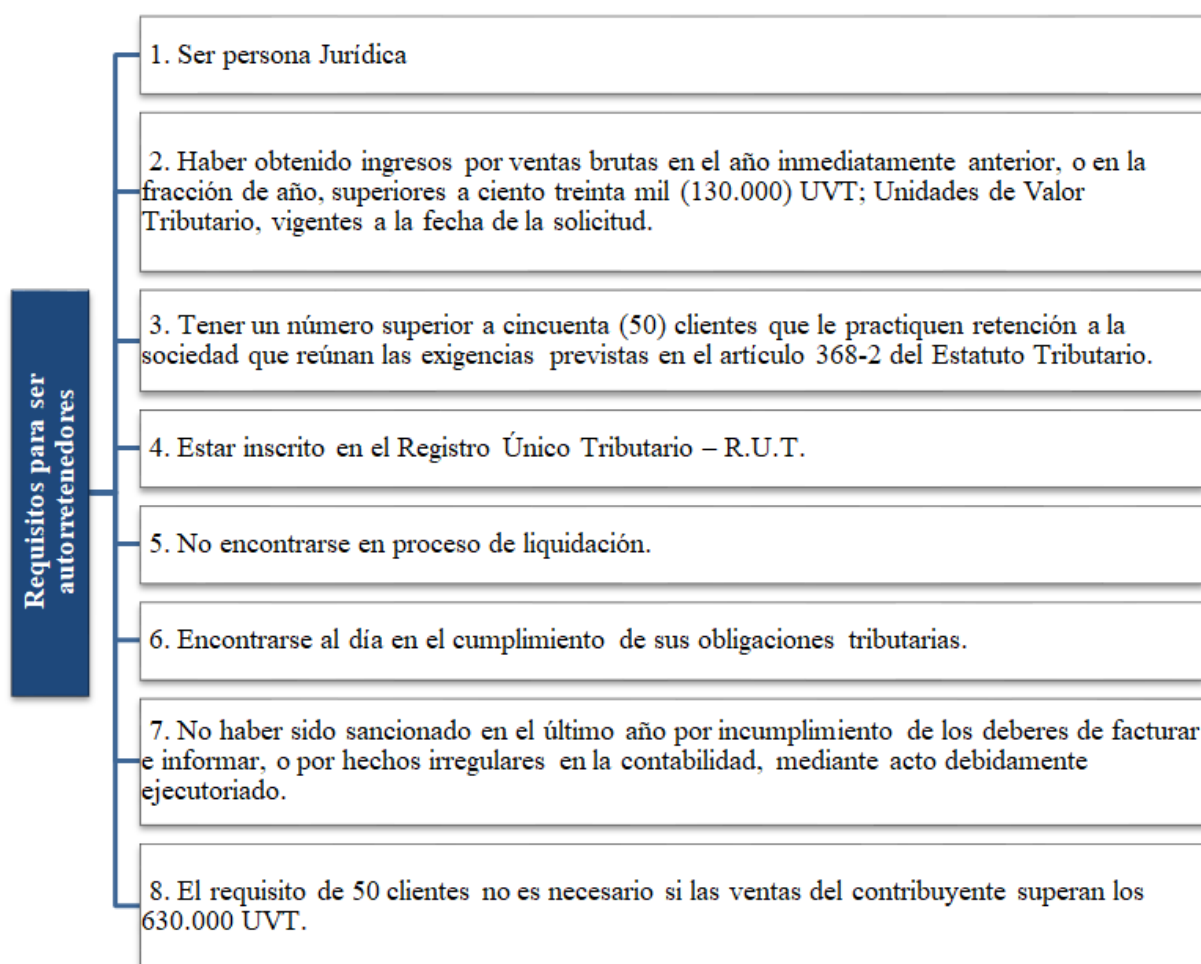 Requisitos para ser
autorretenedores
1. Ser persona Jurídica
2. Haber obtenido ingresos por ventas brutas en el año inmediatamente anterior, o en la
fracción de año, superiores a ciento treinta mil (130.000) UVT; Unidades de Valor
Tributario, vigentes a la fecha de la solicitud.
3. Tener un número superior a cincuenta (50) clientes que le practiquen retención a la
sociedad que reúnan las exigencias previstas en el artículo 368-2 del Estatuto Tributario.
4. Estar inscrito en el Registro Único Tributario – R.U.T.
5. No encontrarse en proceso de liquidación.
6. Encontrarse al día en el cumplimiento de sus obligaciones tributarias.
7. No haber sido sancionado en el último año por incumplimiento de los deberes de facturar
e informar, o por hechos irregulares en la contabilidad, mediante acto debidamente
ejecutoriado.
8. El requisito de 50 clientes no es necesario si las ventas del contribuyente superan los
630.000 UVT.